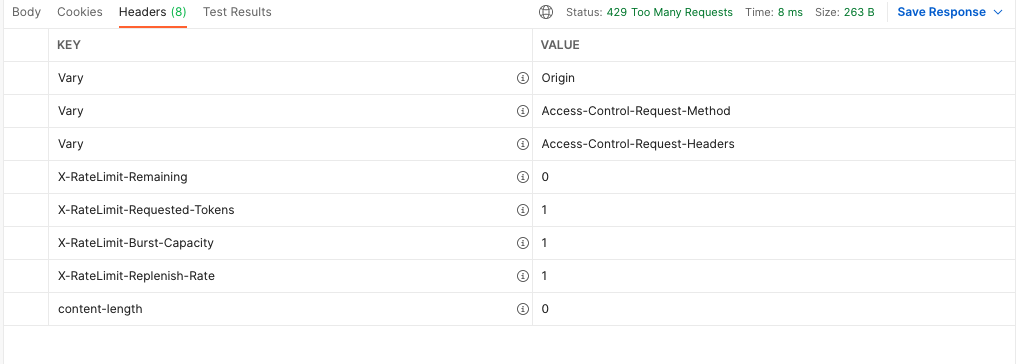 Body Cookies Headers (8) Test Results Status: 429 Too Many Requests Time: 8 ms Size: 263 B Save Response
KEY VALUE
Vary Origin
Vary Access-Control-Request-Method
Vary Access-Control-Request-Headers
X-RateLimit-Remaining 0
X-RateLimit-Requested-Tokens 1
X-RateLimit-Burst-Capacity 1
X-RateLimit-Replenish-Rate 1
content-length 0